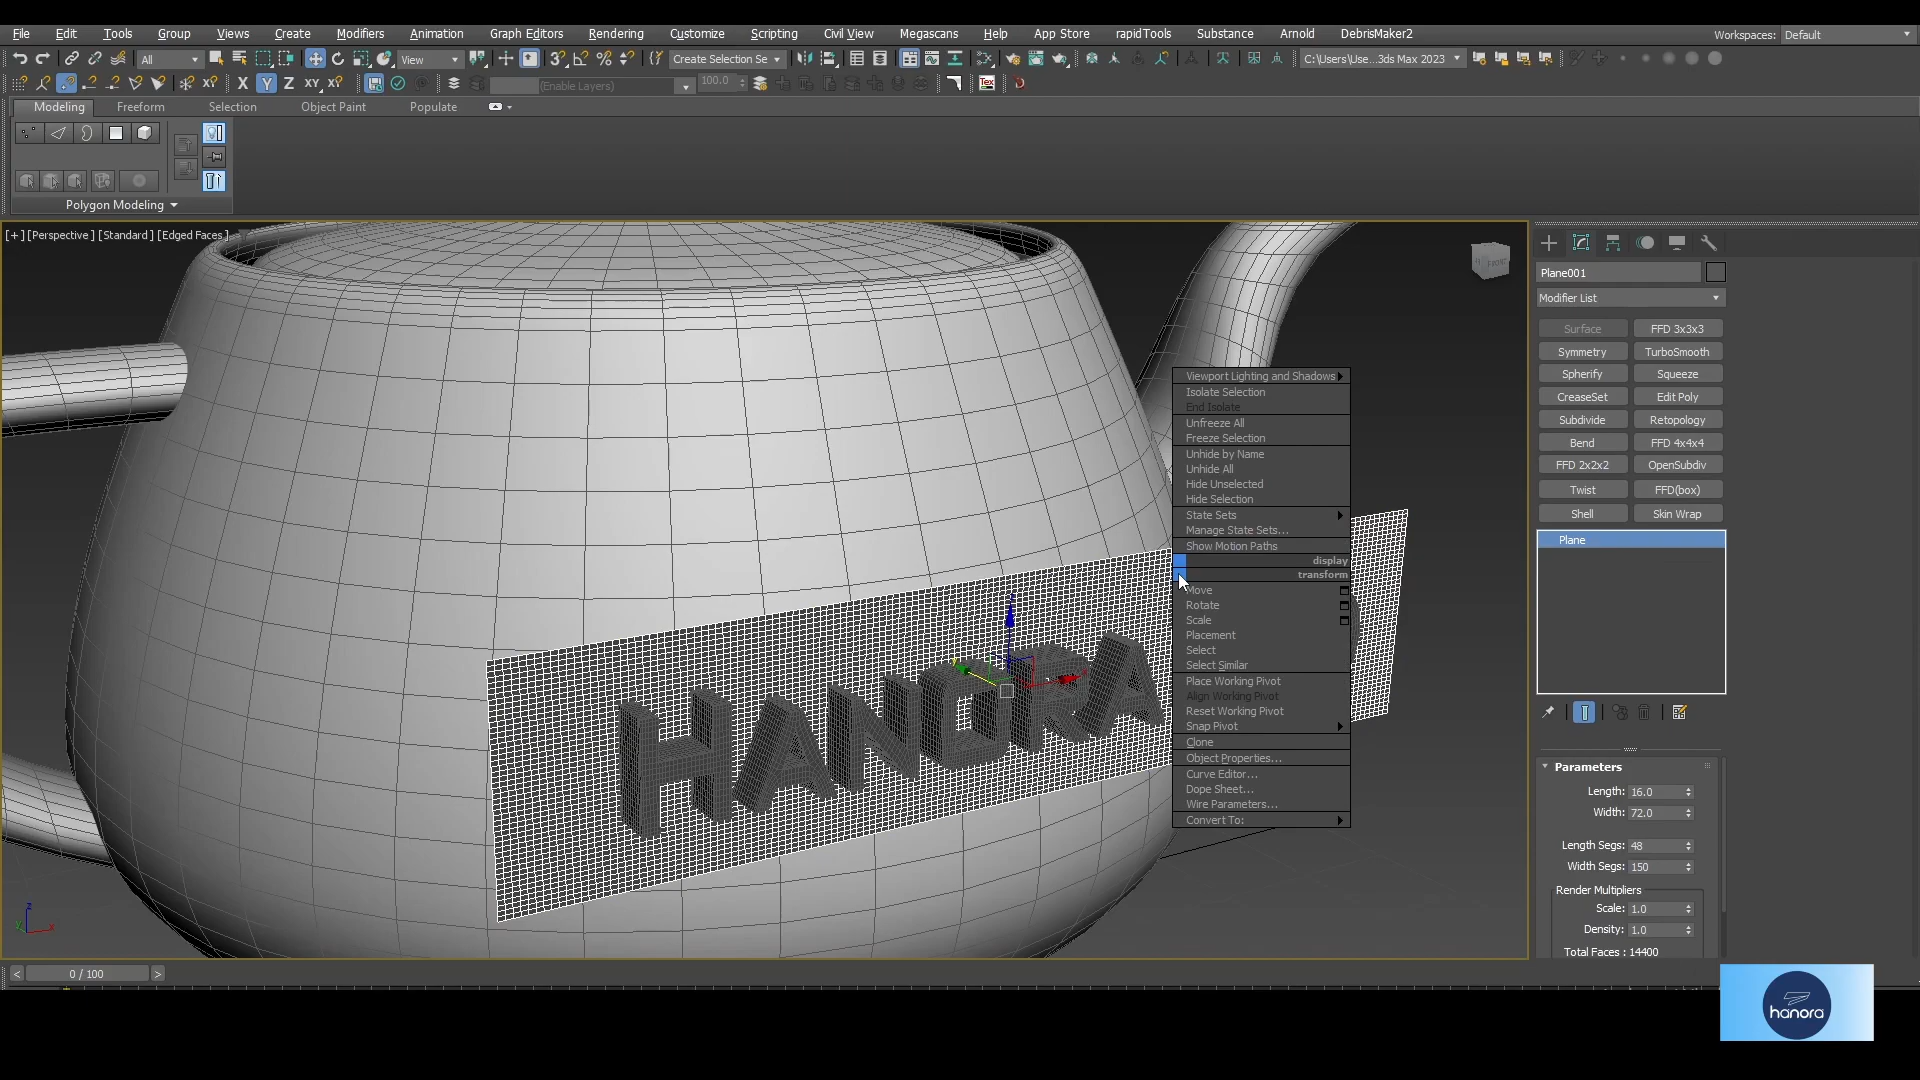 File Edit Tools Group Views Create Modifiers Animation Graph Editors Rendering Customize Scripting Civil View Megascans Help App Store rapidTools Substance Arnold DebrisMaker2 Workspaces: Default
All View Create Selection Se C:\Users\Use...3ds Max 2023
X Y Z XY XP (Enable Layers) 100.0 Tex
Modeling Freeform Selection Object Paint Populate
Polygon Modeling
[+] [Perspective] [Standard] [Edged Faces]
FRONT
Plane001
Modifier List
Surface FFD 3x3x3
Symmetry TurboSmooth
Spherify Squeeze
CreaseSet Edit Poly
Subdivide Retopology
Bend FFD 4x4x4
FFD 2x2x2 OpenSubdiv
Twist FFD(box)
Shell Skin Wrap
Plane
Viewport Lighting and Shadows
Isolate Selection
End Isolate
Unfreeze All
Freeze Selection
Unhide by Name
Unhide All
Hide Unselected
Hide Selection
State Sets
Manage State Sets...
Show Motion Paths
display
transform
Move
Rotate
Scale
Placement
Select
Select Similar
Place Working Pivot
Align Working Pivot
Reset Working Pivot
Snap Pivot
Clone
Object Properties...
Curve Editor...
Dope Sheet...
Wire Parameters...
Convert To:
HANORA
z
y x
Parameters
Length: 16.0
Width: 72.0
Length Segs: 48
Width Segs: 150
Render Multipliers
Scale: 1.0
Density: 1.0
Total Faces : 14400
< 0 / 100 >
hanora